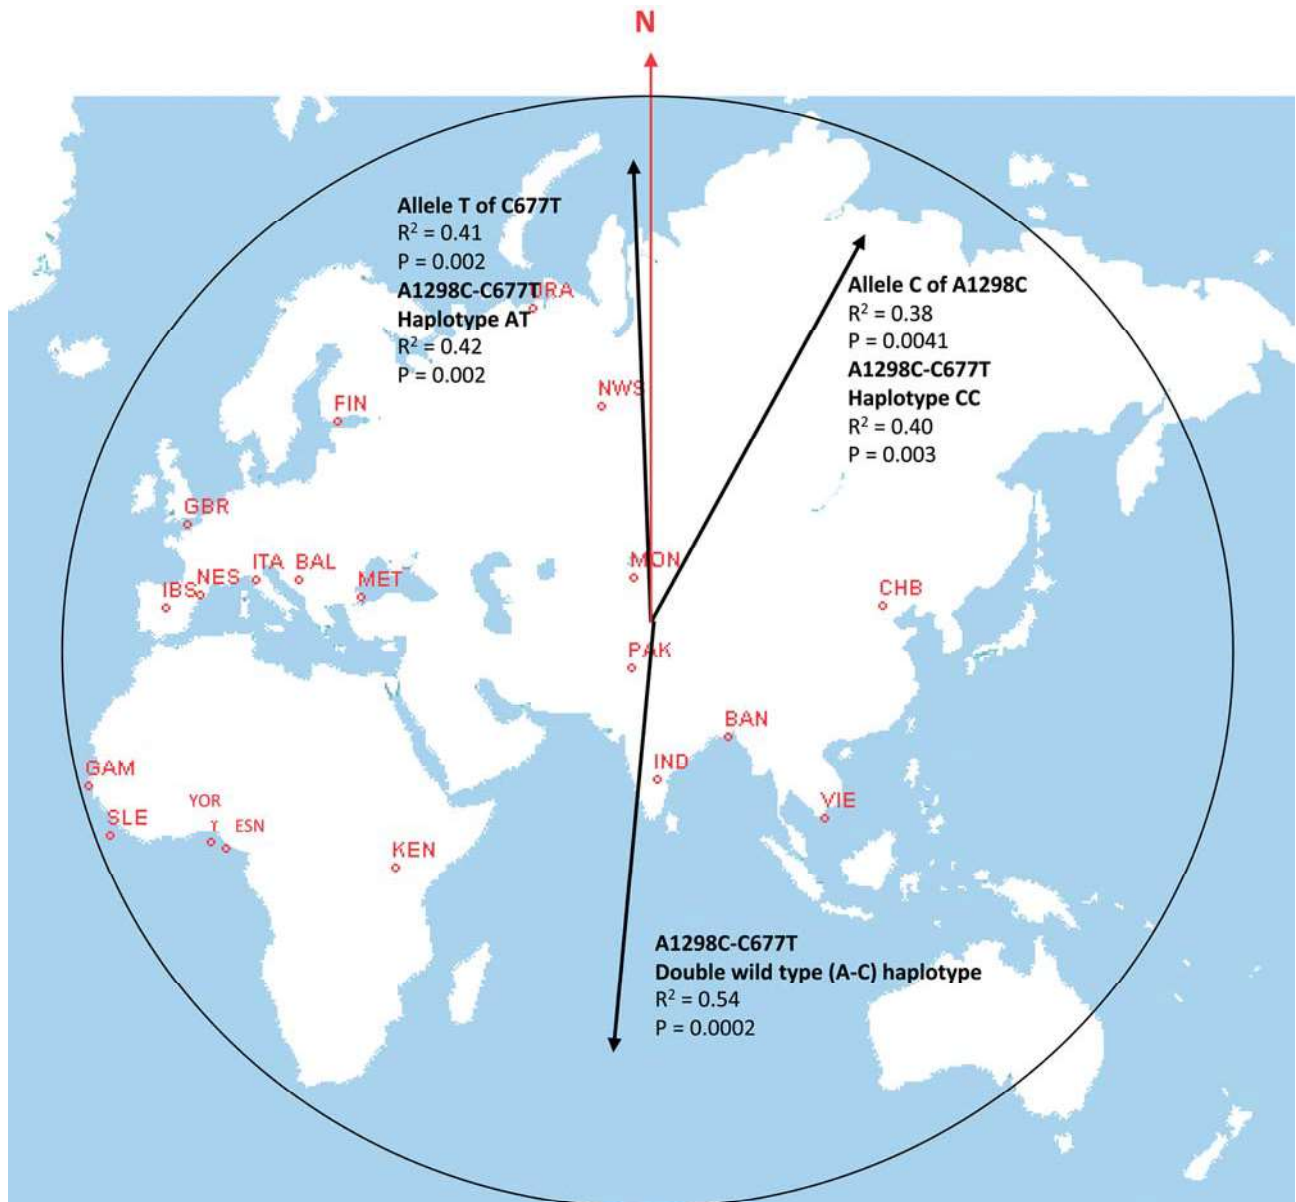 N
Allele T of C677T
R² = 0.41
P = 0.002
A1298C-C677T
Haplotype AT
R² = 0.42
P = 0.002
Allele C of A1298C
R² = 0.38
P = 0.0041
A1298C-C677T
Haplotype CC
R² = 0.40
P = 0.003
NWS
FIN
GBR
ITA
BAL
NES
IBS
MET
MON
CHB
PAK
BAN
IND
VIE
GAM
YOR
SLE
ESN
KEN
A1298C-C677T
Double wild type (A-C) haplotype
R² = 0.54
P = 0.0002